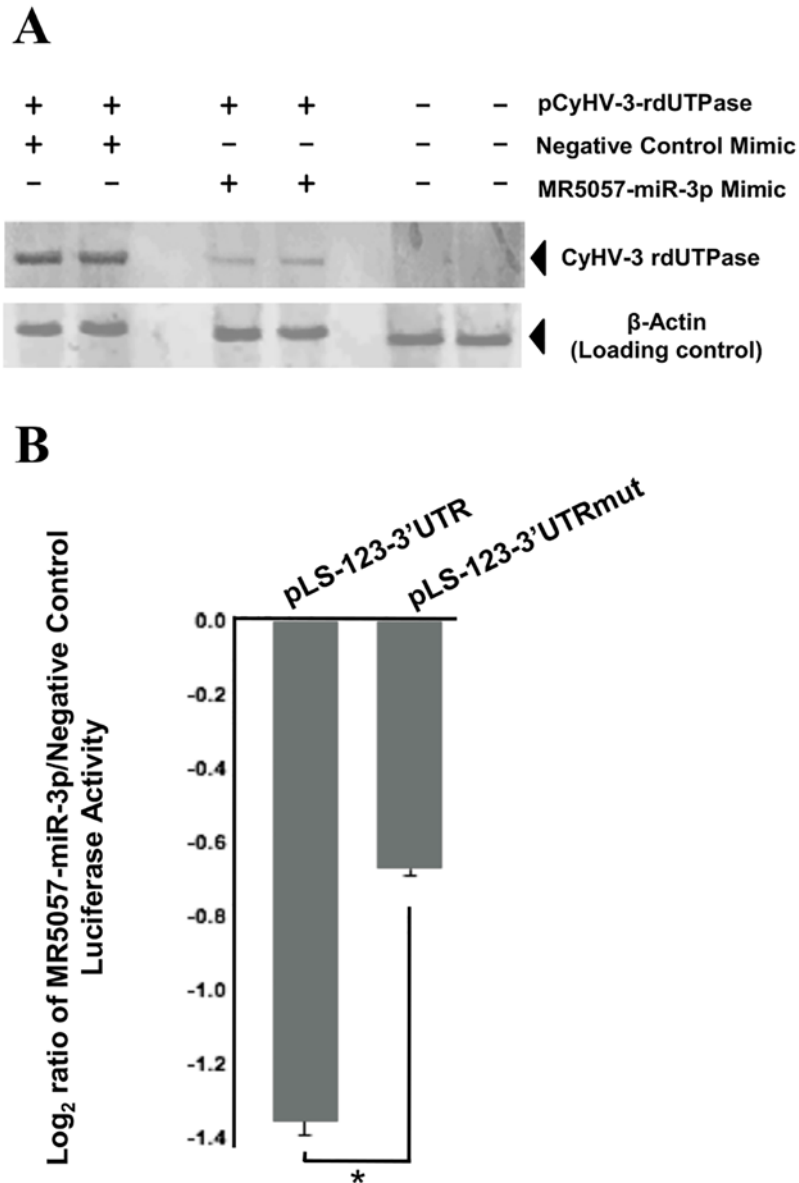 A
+ + + + – – pCyHV-3-rdUTPase
+ + – – – – Negative Control Mimic
– – + + – – MR5057-miR-3p Mimic
CyHV-3 rdUTPase
β-Actin
(Loading control)
B
pLS-123-3'UTR
pLS-123-3'UTRmut
Log₂ ratio of MR5057-miR-3p/Negative Control
Luciferase Activity
0.0
-0.2
-0.4
-0.6
-0.8
-1.0
-1.2
-1.4
*